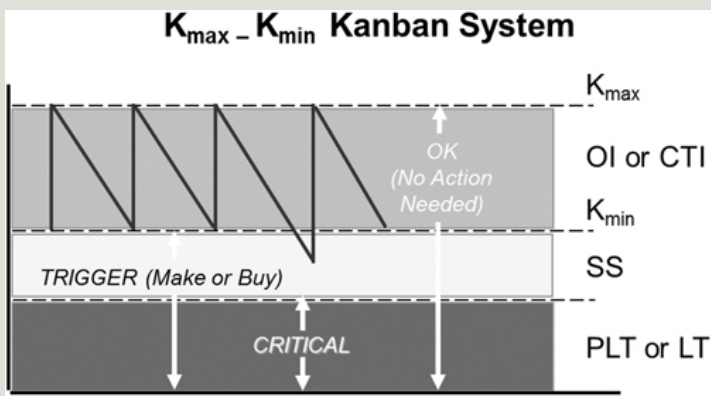 Kmax – Kmin Kanban System
Kmax
OK
(No Action
Needed)
OI or CTI
Kmin
TRIGGER (Make or Buy)
SS
CRITICAL
PLT or LT